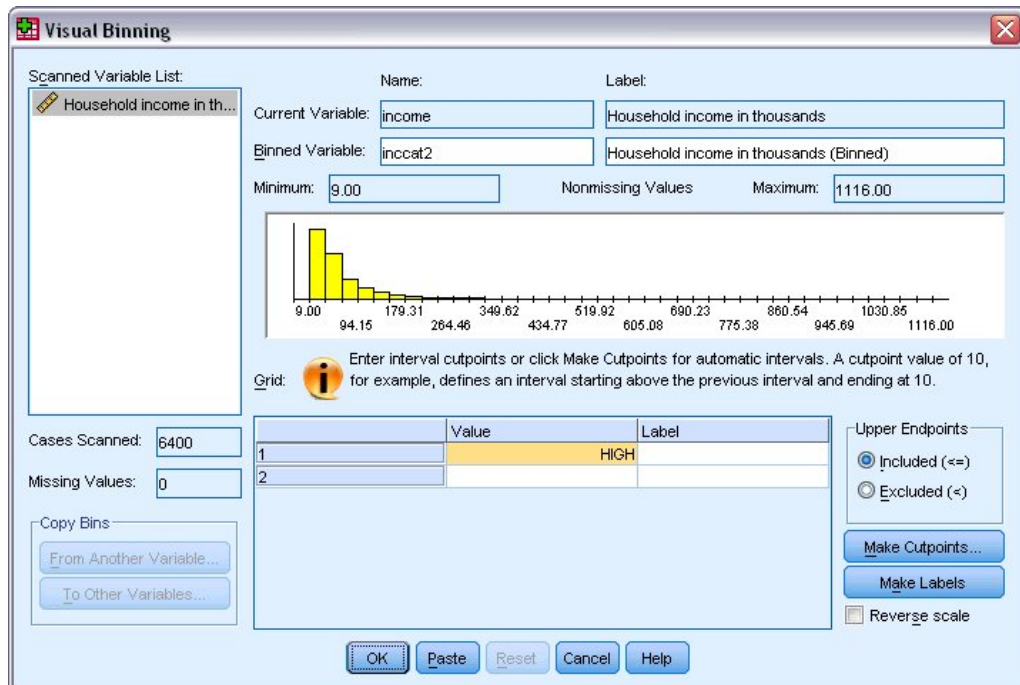 Visual Binning
Scanned Variable List:
Household income in th...
Name:
Label:
Current Variable:
income
Household income in thousands
Binned Variable:
inccat2
Household income in thousands (Binned)
Minimum:
9.00
Nonmissing Values
Maximum:
1116.00
9.00 179.31 349.62 519.92 690.23 860.54 1030.85
94.15 264.46 434.77 605.08 775.38 945.69 1116.00
Enter interval cutpoints or click Make Cutpoints for automatic intervals. A cutpoint value of 10,
for example, defines an interval starting above the previous interval and ending at 10.
Grid:
Cases Scanned:
6400
Missing Values:
0
Copy Bins
From Another Variable...
To Other Variables...
Value Label
1 HIGH
2
Upper Endpoints
Included (<=)
Excluded (<)
Make Cutpoints...
Make Labels
Reverse scale
OK Paste Reset Cancel Help